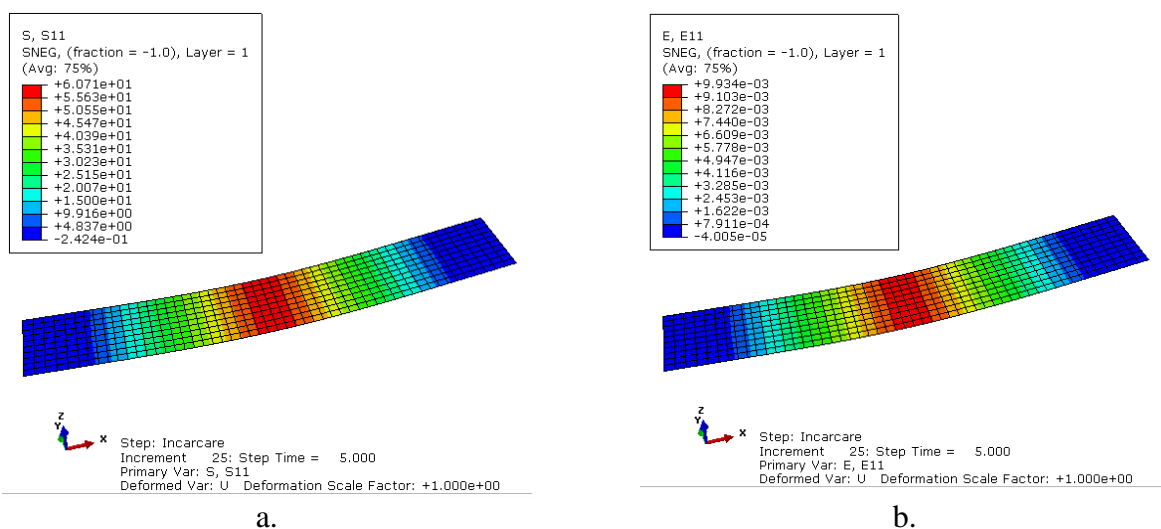 S, S11
SNEG, (fraction = -1.0), Layer = 1
(Avg: 75%)
+6.071e+01
+5.563e+01
+5.055e+01
+4.547e+01
+4.039e+01
+3.531e+01
+3.023e+01
+2.515e+01
+2.007e+01
+1.500e+01
+9.916e+00
+4.837e+00
-2.424e-01
Z
Y
X
Step: Incarcare
Increment 25: Step Time = 5.000
Primary Var: S, S11
Deformed Var: U Deformation Scale Factor: +1.000e+00
a.
E, E11
SNEG, (fraction = -1.0), Layer = 1
(Avg: 75%)
+9.934e-03
+9.103e-03
+8.272e-03
+7.440e-03
+6.609e-03
+5.778e-03
+4.947e-03
+4.116e-03
+3.285e-03
+2.453e-03
+1.622e-03
+7.911e-04
-4.005e-05
Z
Y
X
Step: Incarcare
Increment 25: Step Time = 5.000
Primary Var: E, E11
Deformed Var: U Deformation Scale Factor: +1.000e+00
b.